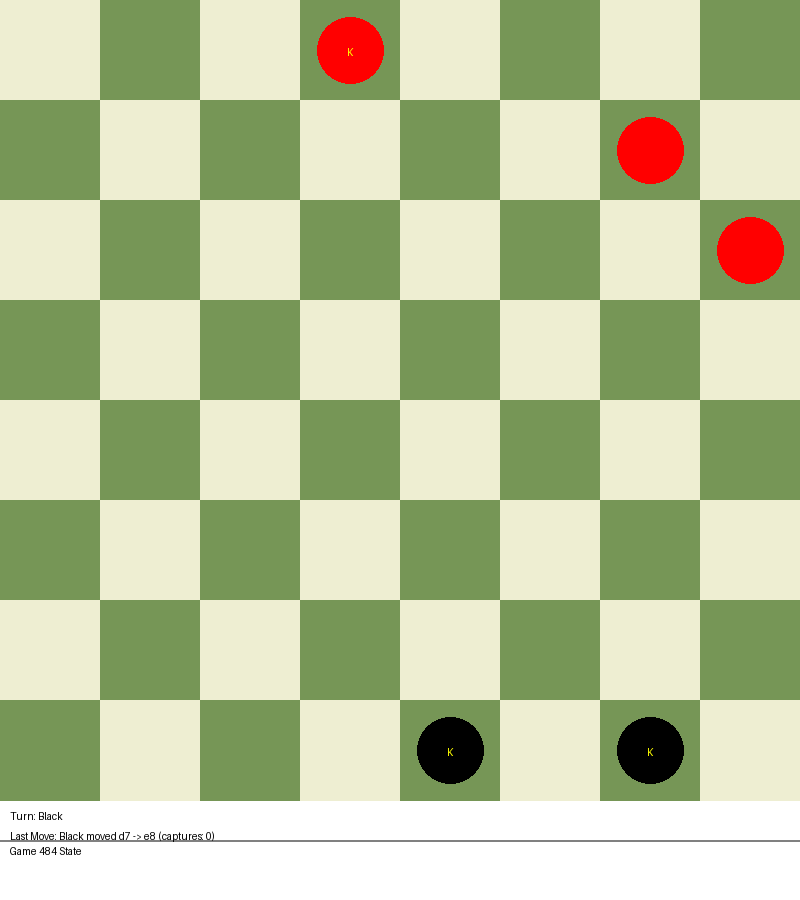 K
K K
Turn: Black
Last Move: Black moved d7 -> e8 (captures: 0)
Game 484 State